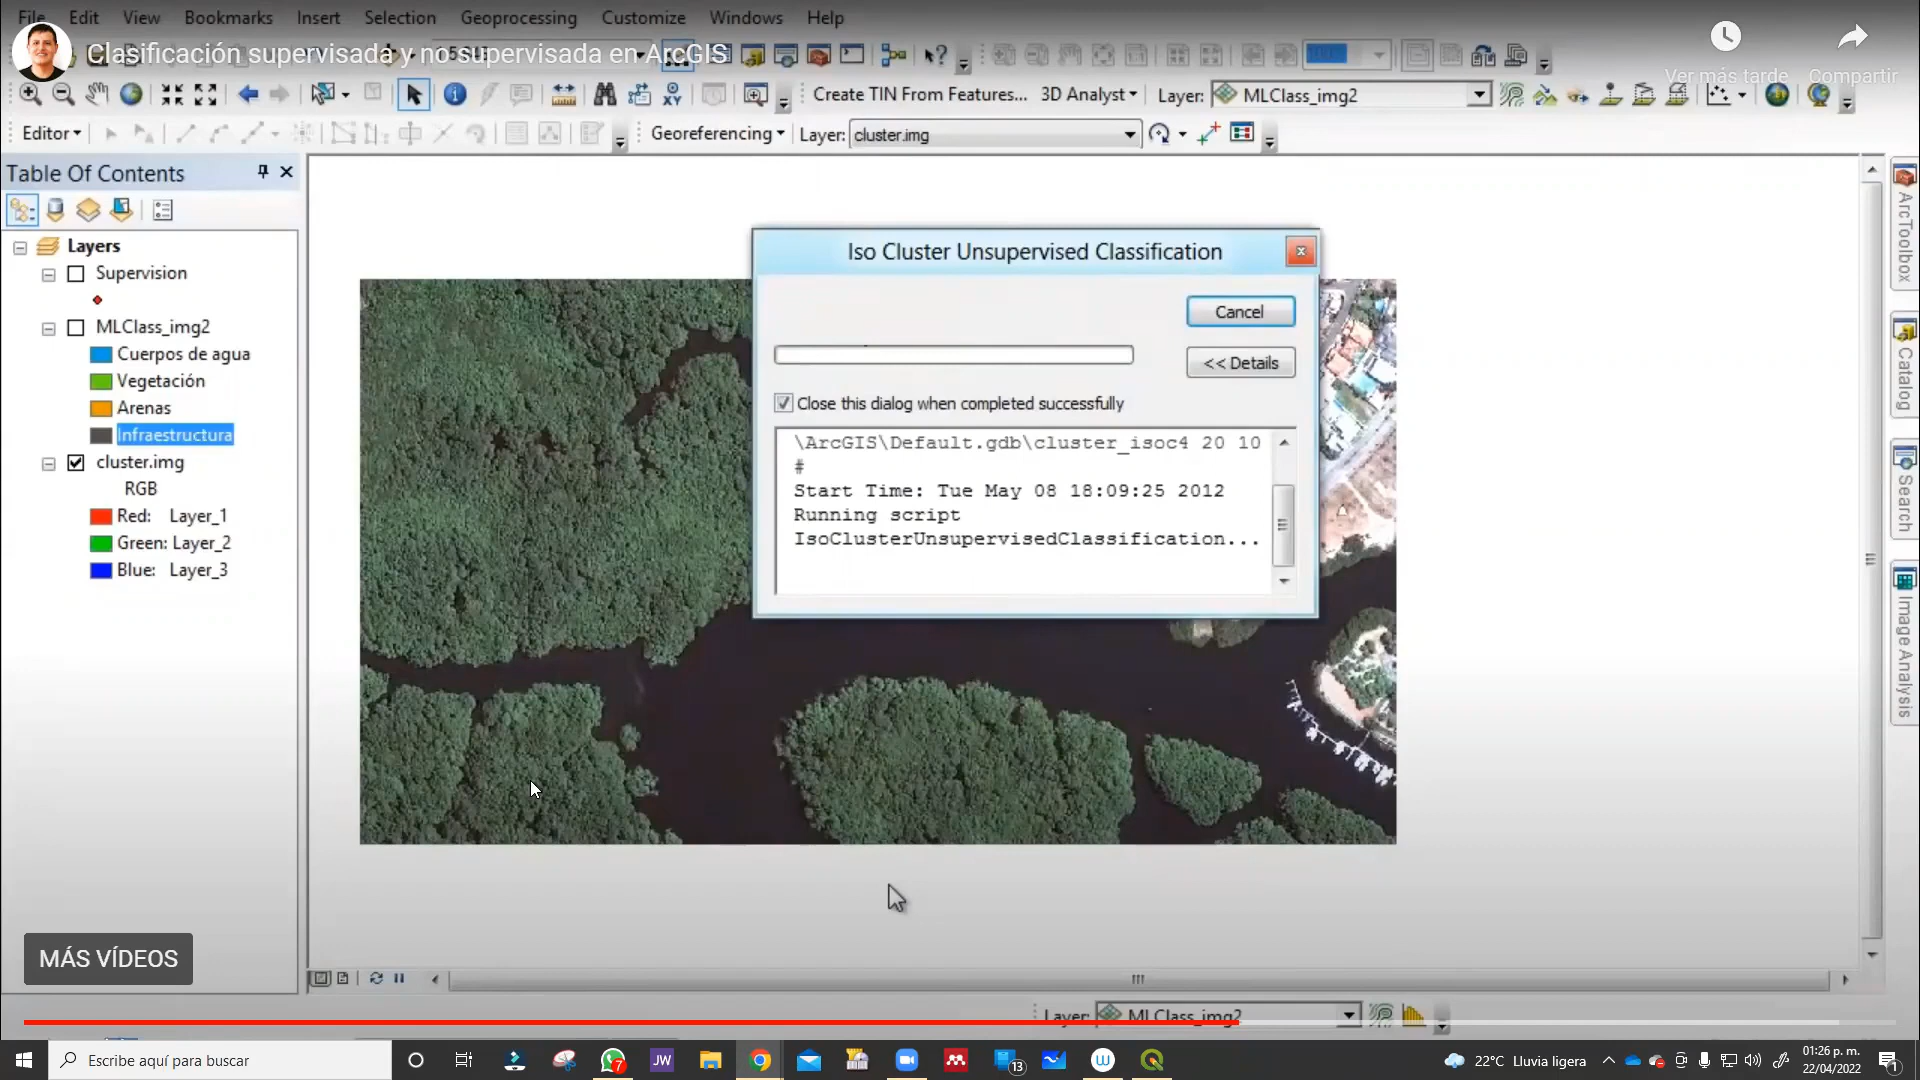 File Edit View Bookmarks Insert Selection Geoprocessing Customize Windows Help
Clasificación supervisada y no supervisada en ArcGIS
Ver más tarde Compartir
Create TIN From Features... 3D Analyst Layer: MLClass_img2
Editor Georeferencing Layer: cluster.img
Table Of Contents
Layers
Supervision
MLClass_img2
Cuerpos de agua
Vegetación
Arenas
Infraestructura
cluster.img
RGB
Red: Layer_1
Green: Layer_2
Blue: Layer_3
Iso Cluster Unsupervised Classification
Cancel
<< Details
Close this dialog when completed successfully
\ArcGIS\Default.gdb\cluster_isoc4 20 10
#
Start Time: Tue May 08 18:09:25 2012
Running script
IsoClusterUnsupervisedClassification...
ArcToolbox
Catalog
Search
Image Analysis
MÁS VÍDEOS
Layer: MLClass_img2
Escribe aquí para buscar
7
JW
13
W
22°C Lluvia ligera
01:26 p. m.
22/04/2022
1